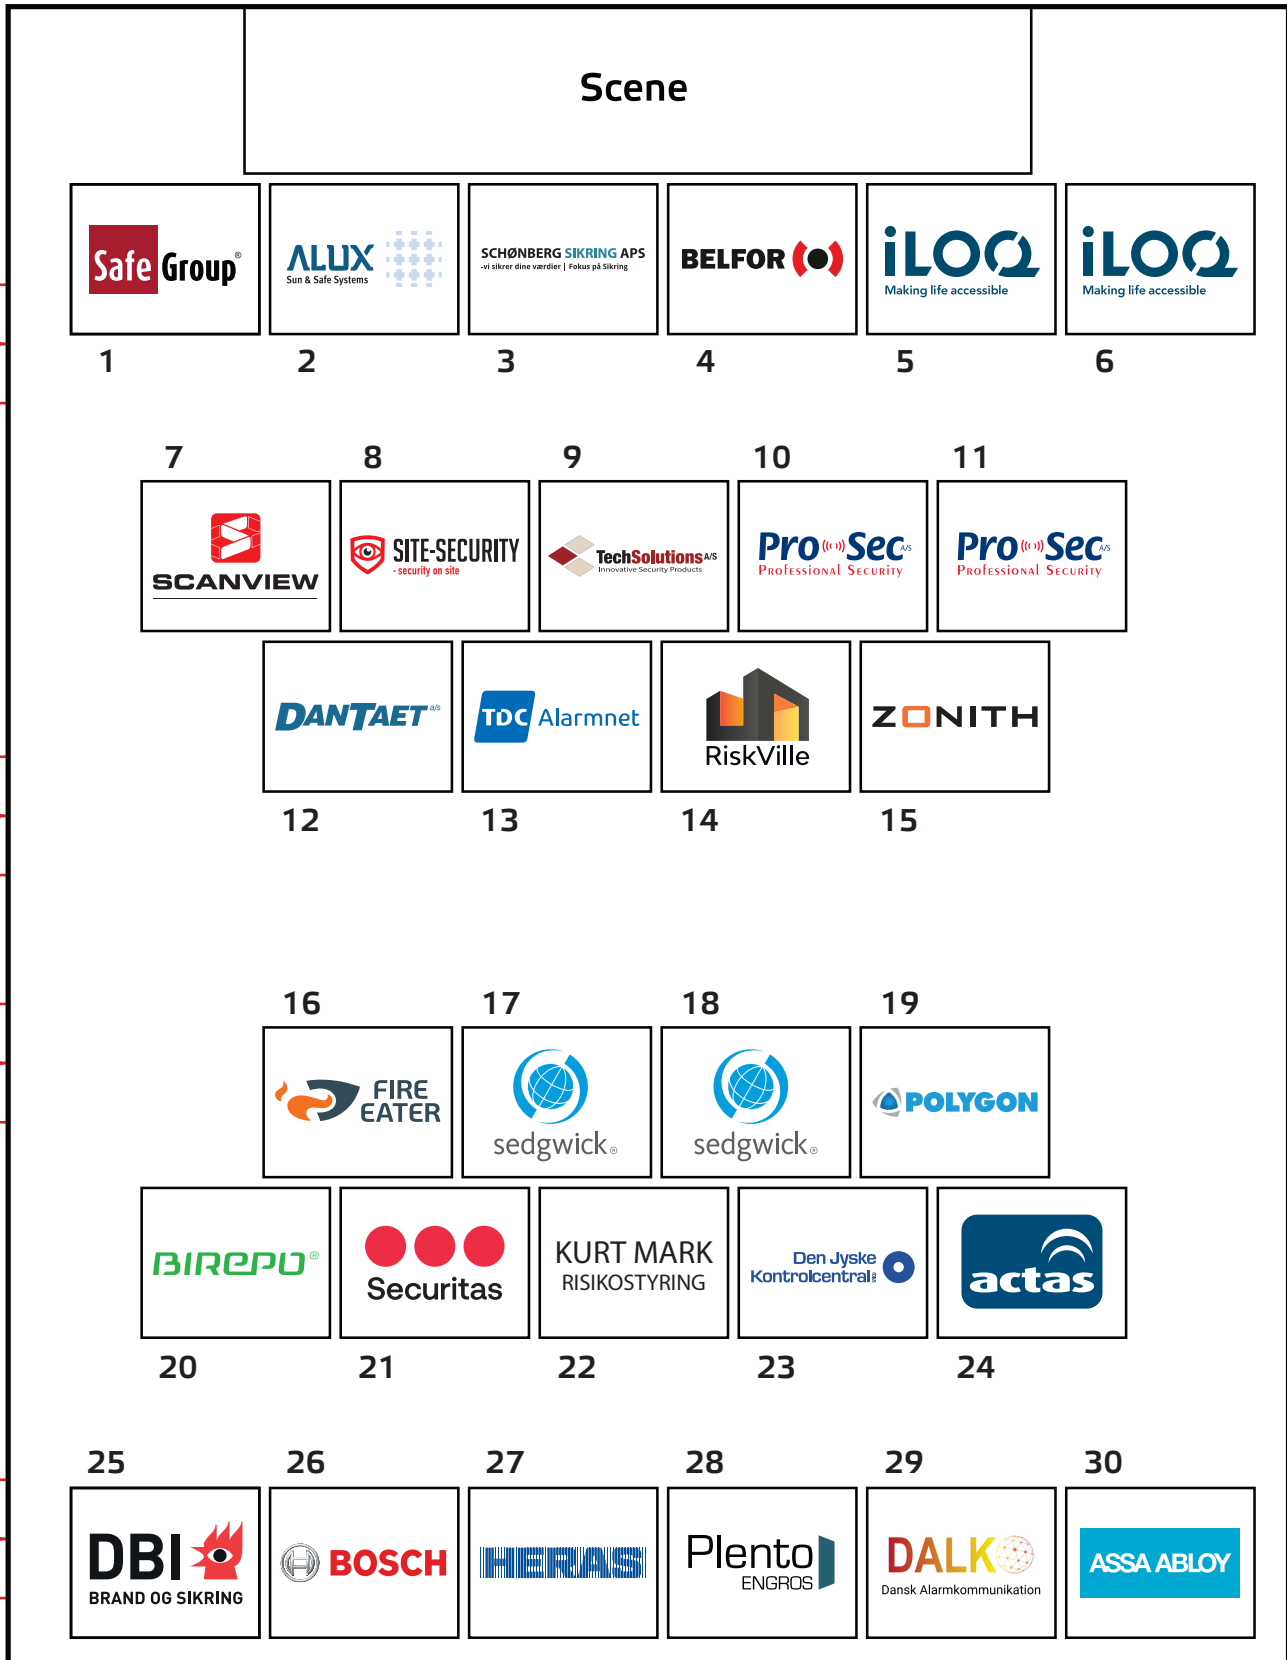 Scene
Safe Group®
ALUX
Sun & Safe Systems
SCHØNBERG SIKRING APS
-vi sikrer dine værdier | Fokus på Sikring
BELFOR
iLOQ
Making life accessible
iLOQ
Making life accessible
1 2 3 4 5 6
7 8 9 10 11
SCANVIEW
SITE-SECURITY
- security on site
TechSolutions A/S
Innovative Security Products
ProSec A/S
Professional Security
ProSec A/S
Professional Security
DANTAET a/s
TDC Alarmnet
RiskVille
ZONITH
12 13 14 15
16 17 18 19
FIRE
EATER
sedgwick®
sedgwick®
POLYGON
BIREPO®
Securitas
KURT MARK
RISIKOSTYRING
Den Jyske
Kontrolcentral
actas
20 21 22 23 24
25 26 27 28 29 30
DBI
BRAND OG SIKRING
BOSCH
HERAS
Plento
ENGROS
DALK
Dansk Alarmkommunikation
ASSA ABLOY